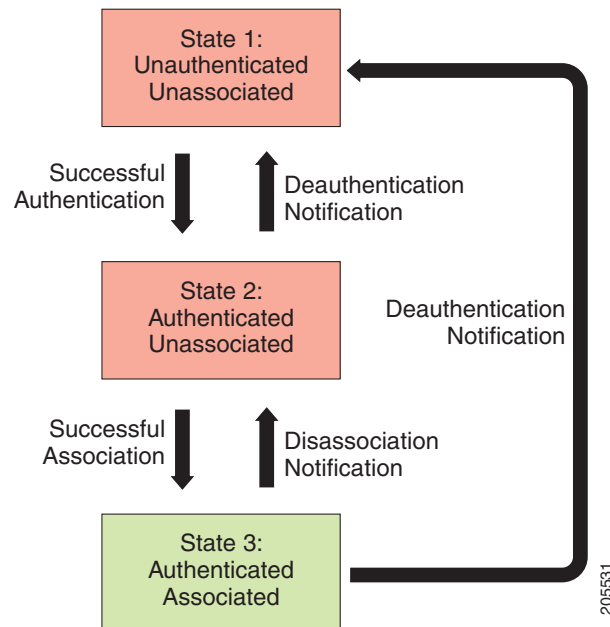 State 1:
Unauthenticated
Unassociated
Successful
Authentication
Deauthentication
Notification
State 2:
Authenticated
Unassociated
Deauthentication
Notification
Successful
Association
Disassociation
Notification
State 3:
Authenticated
Associated
205531